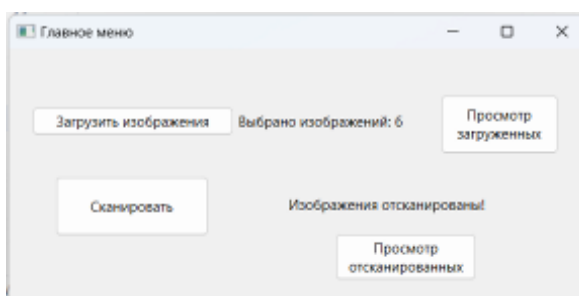 Главное меню
Загрузить изображения
Выбрано изображений: 6
Просмотр
загруженных
Сканировать
Изображения отсканированы!
Просмотр
отсканированных